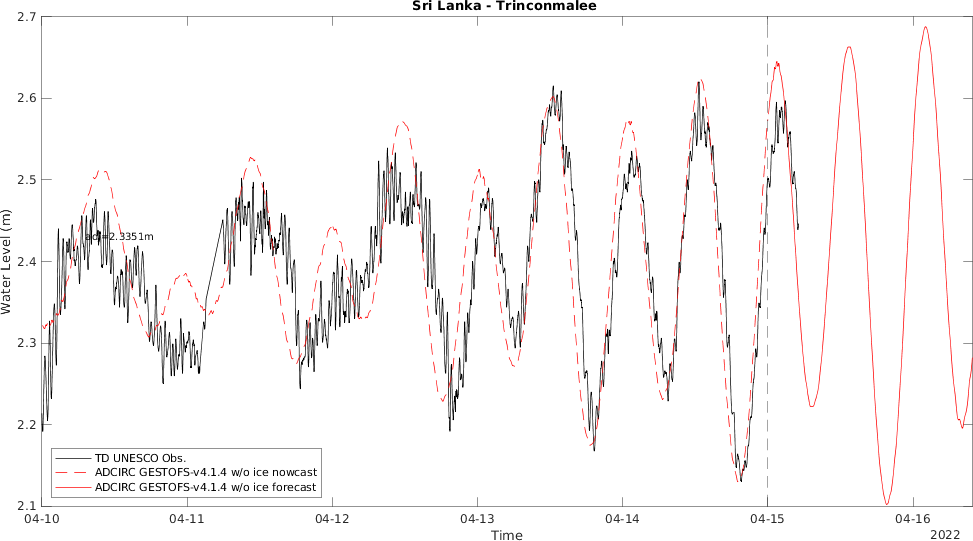 Sri Lanka - Trinconmalee
2.7
2.6
2.5
2.4
2.3
2.2
2.1
Water Level (m)
adj=2.3351m
TD UNESCO Obs.
ADCIRC GESTOFS-v4.1.4 w/o ice nowcast
ADCIRC GESTOFS-v4.1.4 w/o ice forecast
04-10 04-11 04-12 04-13 04-14 04-15 04-16
Time
2022